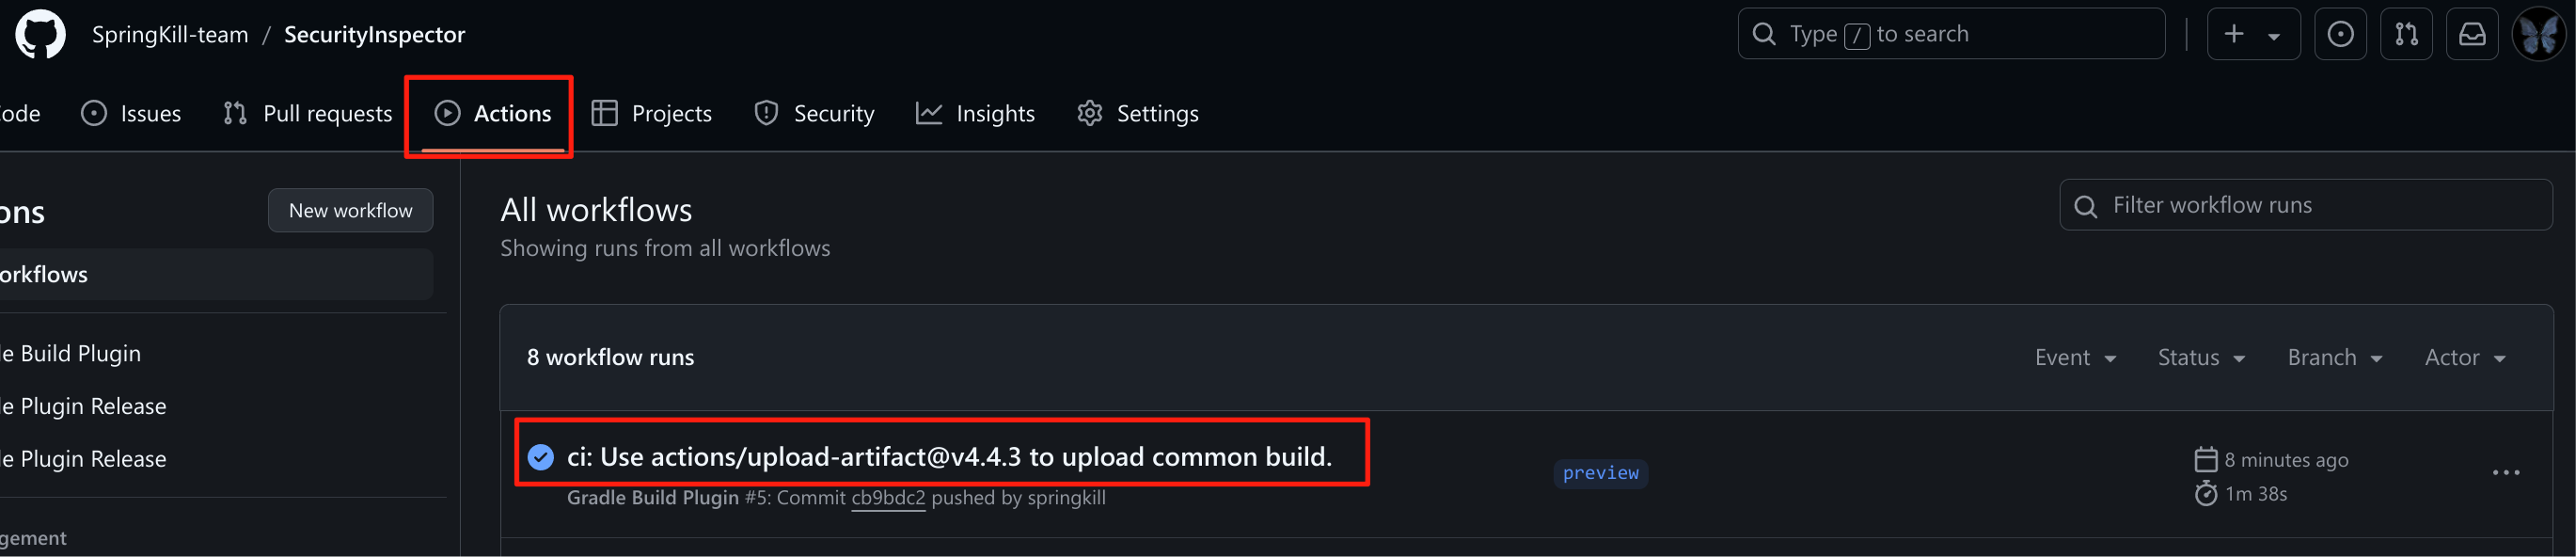 SpringKill-team / SecurityInspector
Type / to search
ode
Issues
Pull requests
Actions
Projects
Security
Insights
Settings
ons
New workflow
All workflows
Showing runs from all workflows
Filter workflow runs
orkflows
le Build Plugin
le Plugin Release
le Plugin Release
gement
8 workflow runs
Event
Status
Branch
Actor
ci: Use actions/upload-artifact@v4.4.3 to upload common build.
Gradle Build Plugin #5: Commit cb9bdc2 pushed by springkill
preview
8 minutes ago
1m 38s